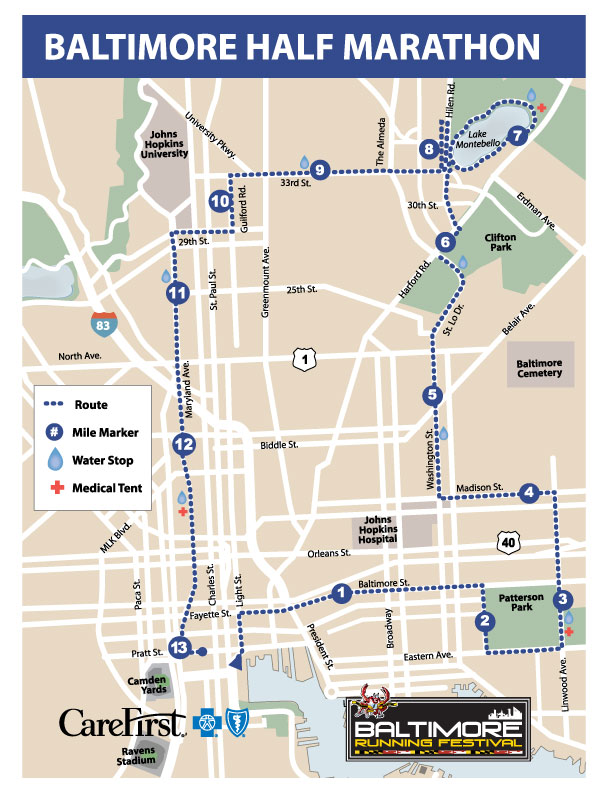 BALTIMORE HALF MARATHON
Hilen Rd.
University Pkwy.
Johns
Hopkins
University
The Alameda
8
Lake
Montebello
7
9
33rd St.
10
Guilford Rd.
30th St.
Erdman Ave.
29th St.
6
Clifton
Park
Greenmount Ave.
St. Paul St.
Harford Rd.
11
25th St.
St. Lo Dr.
Belair Ave.
83
North Ave.
1
Baltimore
Cemetery
Maryland Ave.
5
Route
# Mile Marker
Water Stop
Medical Tent
12
Biddle St.
Washington St.
Madison St.
4
MLK Blvd.
Johns
Hopkins
Hospital
40
Orleans St.
Paca St.
Charles St.
Light St.
Baltimore St.
1
Patterson
Park
3
Fayette St.
2
Broadway
President St.
Pratt St.
13
Eastern Ave.
Linwood Ave.
Camden
Yards
CareFirst
Ravens
Stadium
BALTIMORE
RUNNING FESTIVAL